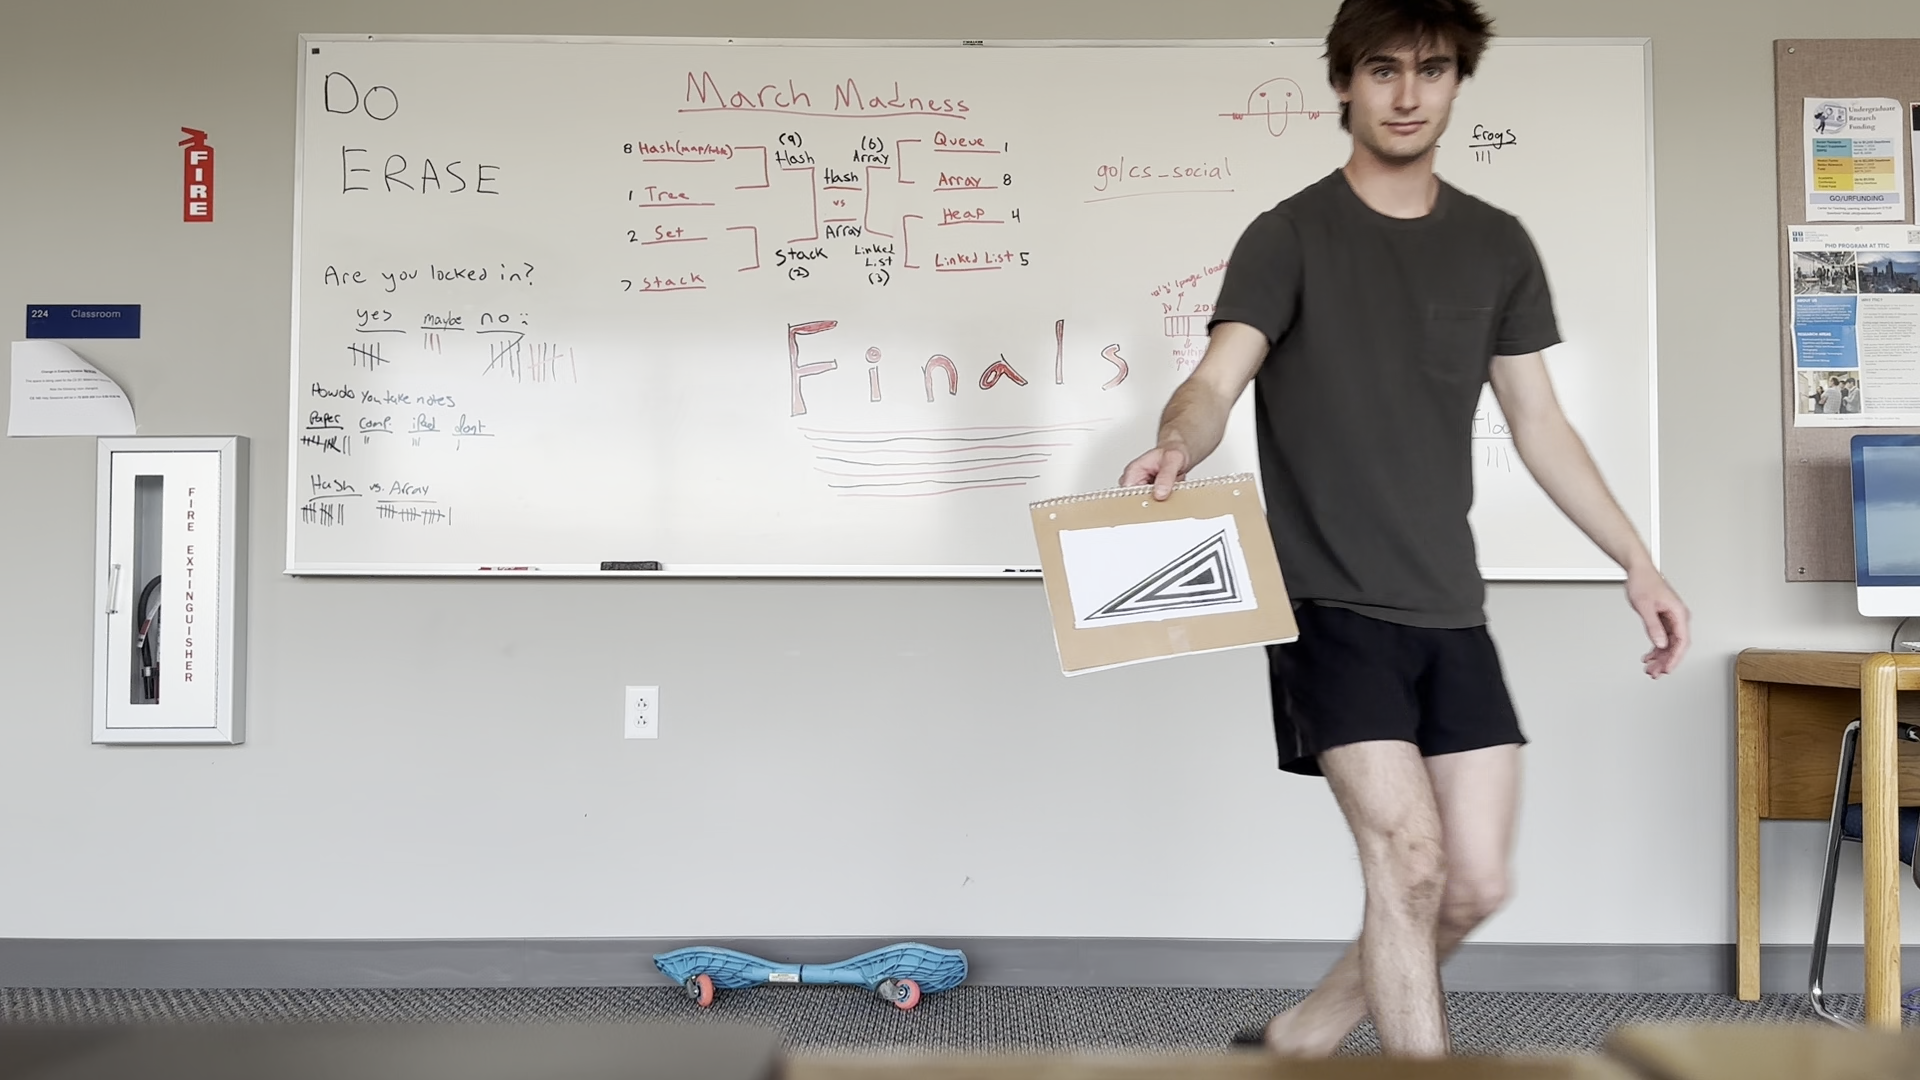 Do
ERASE
March Madness
8 Hash(map/table)
1 Tree
2 Set
7 Stack
(9)
Hash
Stack
(2)
Hash
vs
Array
(6)
Array
Linked
List
(3)
Queue 1
Array 8
Heap 4
Linked List 5
Finals
go/cs_social
frogs
Are you locked in?
yes
maybe
no :
How do you take notes
Paper
comp.
iPad
dont
Hash vs. Array
FIRE
224 Classroom
FIRE EXTINGUISHER
Undergraduate
Research
Funding:
GO/URFUNDING
PHD PROGRAM AT TTIC